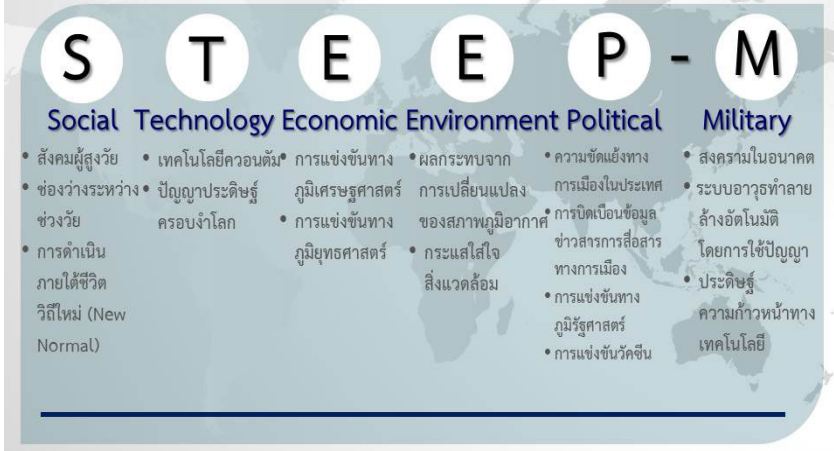 S T E E P - M
Social Technology Economic Environment Political Military
• สังคมผู้สูงวัย
• ช่องว่างระหว่าง
ช่วงวัย
• การดำเนิน
ภายใต้ชีวิต
วิถีใหม่ (New
Normal)
• เทคโนโลยีควอนตัม
• ปัญญาประดิษฐ์
ครอบงำโลก
• การแข่งขันทาง
ภูมิเศรษฐศาสตร์
• การแข่งขันทาง
ภูมิยุทธศาสตร์
• ผลกระทบจาก
การเปลี่ยนแปลง
ของสภาพภูมิอากาศ
• กระแสใส่ใจ
สิ่งแวดล้อม
• ความขัดแย้งทาง
การเมืองในประเทศ
• การบิดเบือนข้อมูล
ข่าวสารการสื่อสาร
ทางการเมือง
• การแข่งขันทาง
ภูมิรัฐศาสตร์
• การแข่งขันวัคซีน
• สงครามในอนาคต
• ระบบอาวุธทำลาย
ล้างอัตโนมัติ
โดยการใช้ปัญญา
• ประดิษฐ์
ความก้าวหน้าทาง
เทคโนโลยี